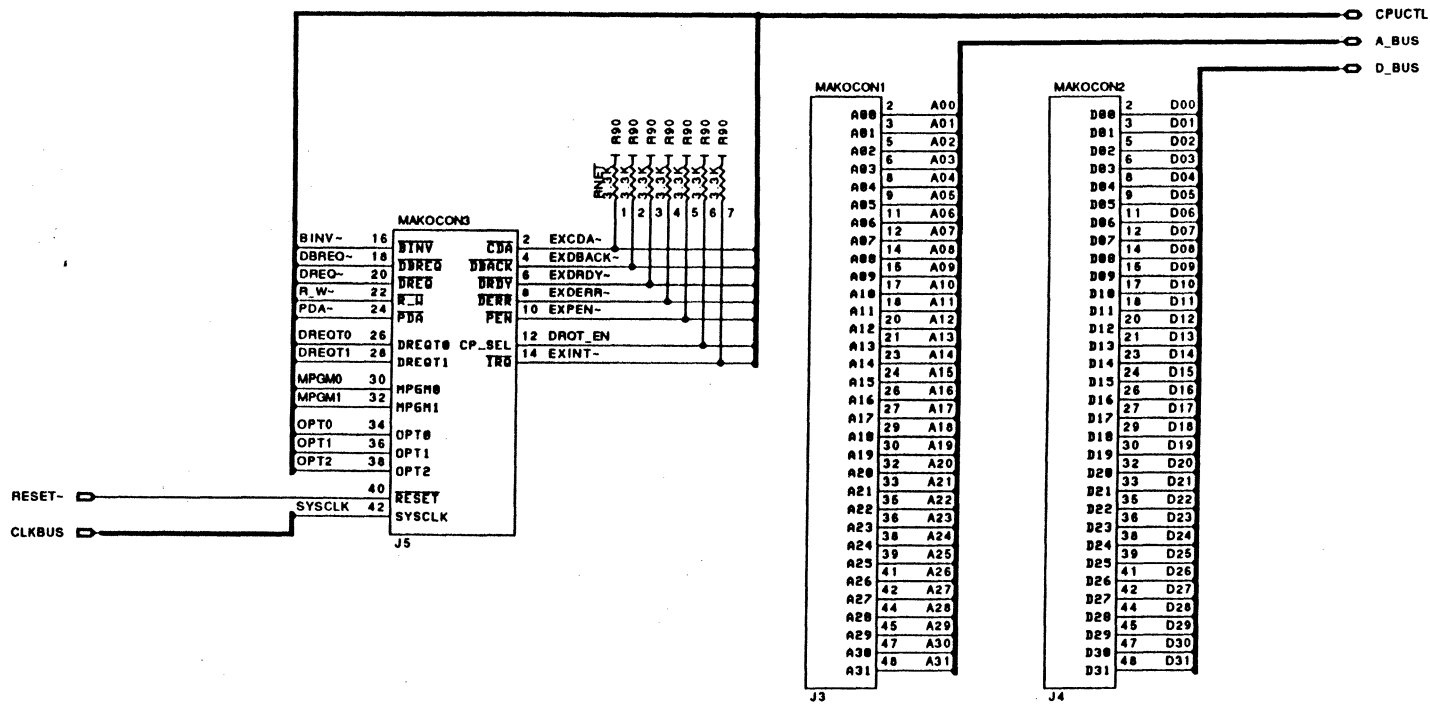 CPUCTL
A_BUS
D_BUS
MAKOCON1
MAKOCON2
R90 R90 R90 R90 R90 R90 R90
RNET
3_3K 3_3K 3_3K 3_3K 3_3K 3_3K 3_3K
1 2 3 4 5 6 7
MAKOCON3
BINV~ 16 BINV CDA 2 EXCDA~
DBREQ~ 18 DBREQ DBACK 4 EXDBACK~
DREQ~ 20 DREQ DRDY 6 EXDRDY~
R_W~ 22 R_W DERR 8 EXDERR~
PDA~ 24 PDA PEN 10 EXPEN~
DREQT0 26 DREQT0 CP_SEL 12 DROT_EN
DREQT1 28 DREQT1 IRQ 14 EXINT~
MPGM0 30 MPGM0
MPGM1 32 MPGM1
OPT0 34 OPT0
OPT1 36 OPT1
OPT2 38 OPT2
RESET~ 40 RESET
SYSCLK 42 SYSCLK
CLKBUS
J5
A00 2 A00
A01 3 A01
A02 5 A02
A03 6 A03
A04 8 A04
A05 9 A05
A06 11 A06
A07 12 A07
A08 14 A08
A09 15 A09
A10 17 A10
A11 18 A11
A12 20 A12
A13 21 A13
A14 23 A14
A15 24 A15
A16 26 A16
A17 27 A17
A18 29 A18
A19 30 A19
A20 32 A20
A21 33 A21
A22 35 A22
A23 36 A23
A24 38 A24
A25 39 A25
A26 41 A26
A27 42 A27
A28 44 A28
A29 45 A29
A30 47 A30
A31 48 A31
J3
D00 2 D00
D01 3 D01
D02 5 D02
D03 6 D03
D04 8 D04
D05 9 D05
D06 11 D06
D07 12 D07
D08 14 D08
D09 15 D09
D10 17 D10
D11 18 D11
D12 20 D12
D13 21 D13
D14 23 D14
D15 24 D15
D16 26 D16
D17 27 D17
D18 29 D18
D19 30 D19
D20 32 D20
D21 33 D21
D22 35 D22
D23 36 D23
D24 38 D24
D25 39 D25
D26 41 D26
D27 42 D27
D28 44 D28
D29 45 D29
D30 47 D30
D31 48 D31
J4